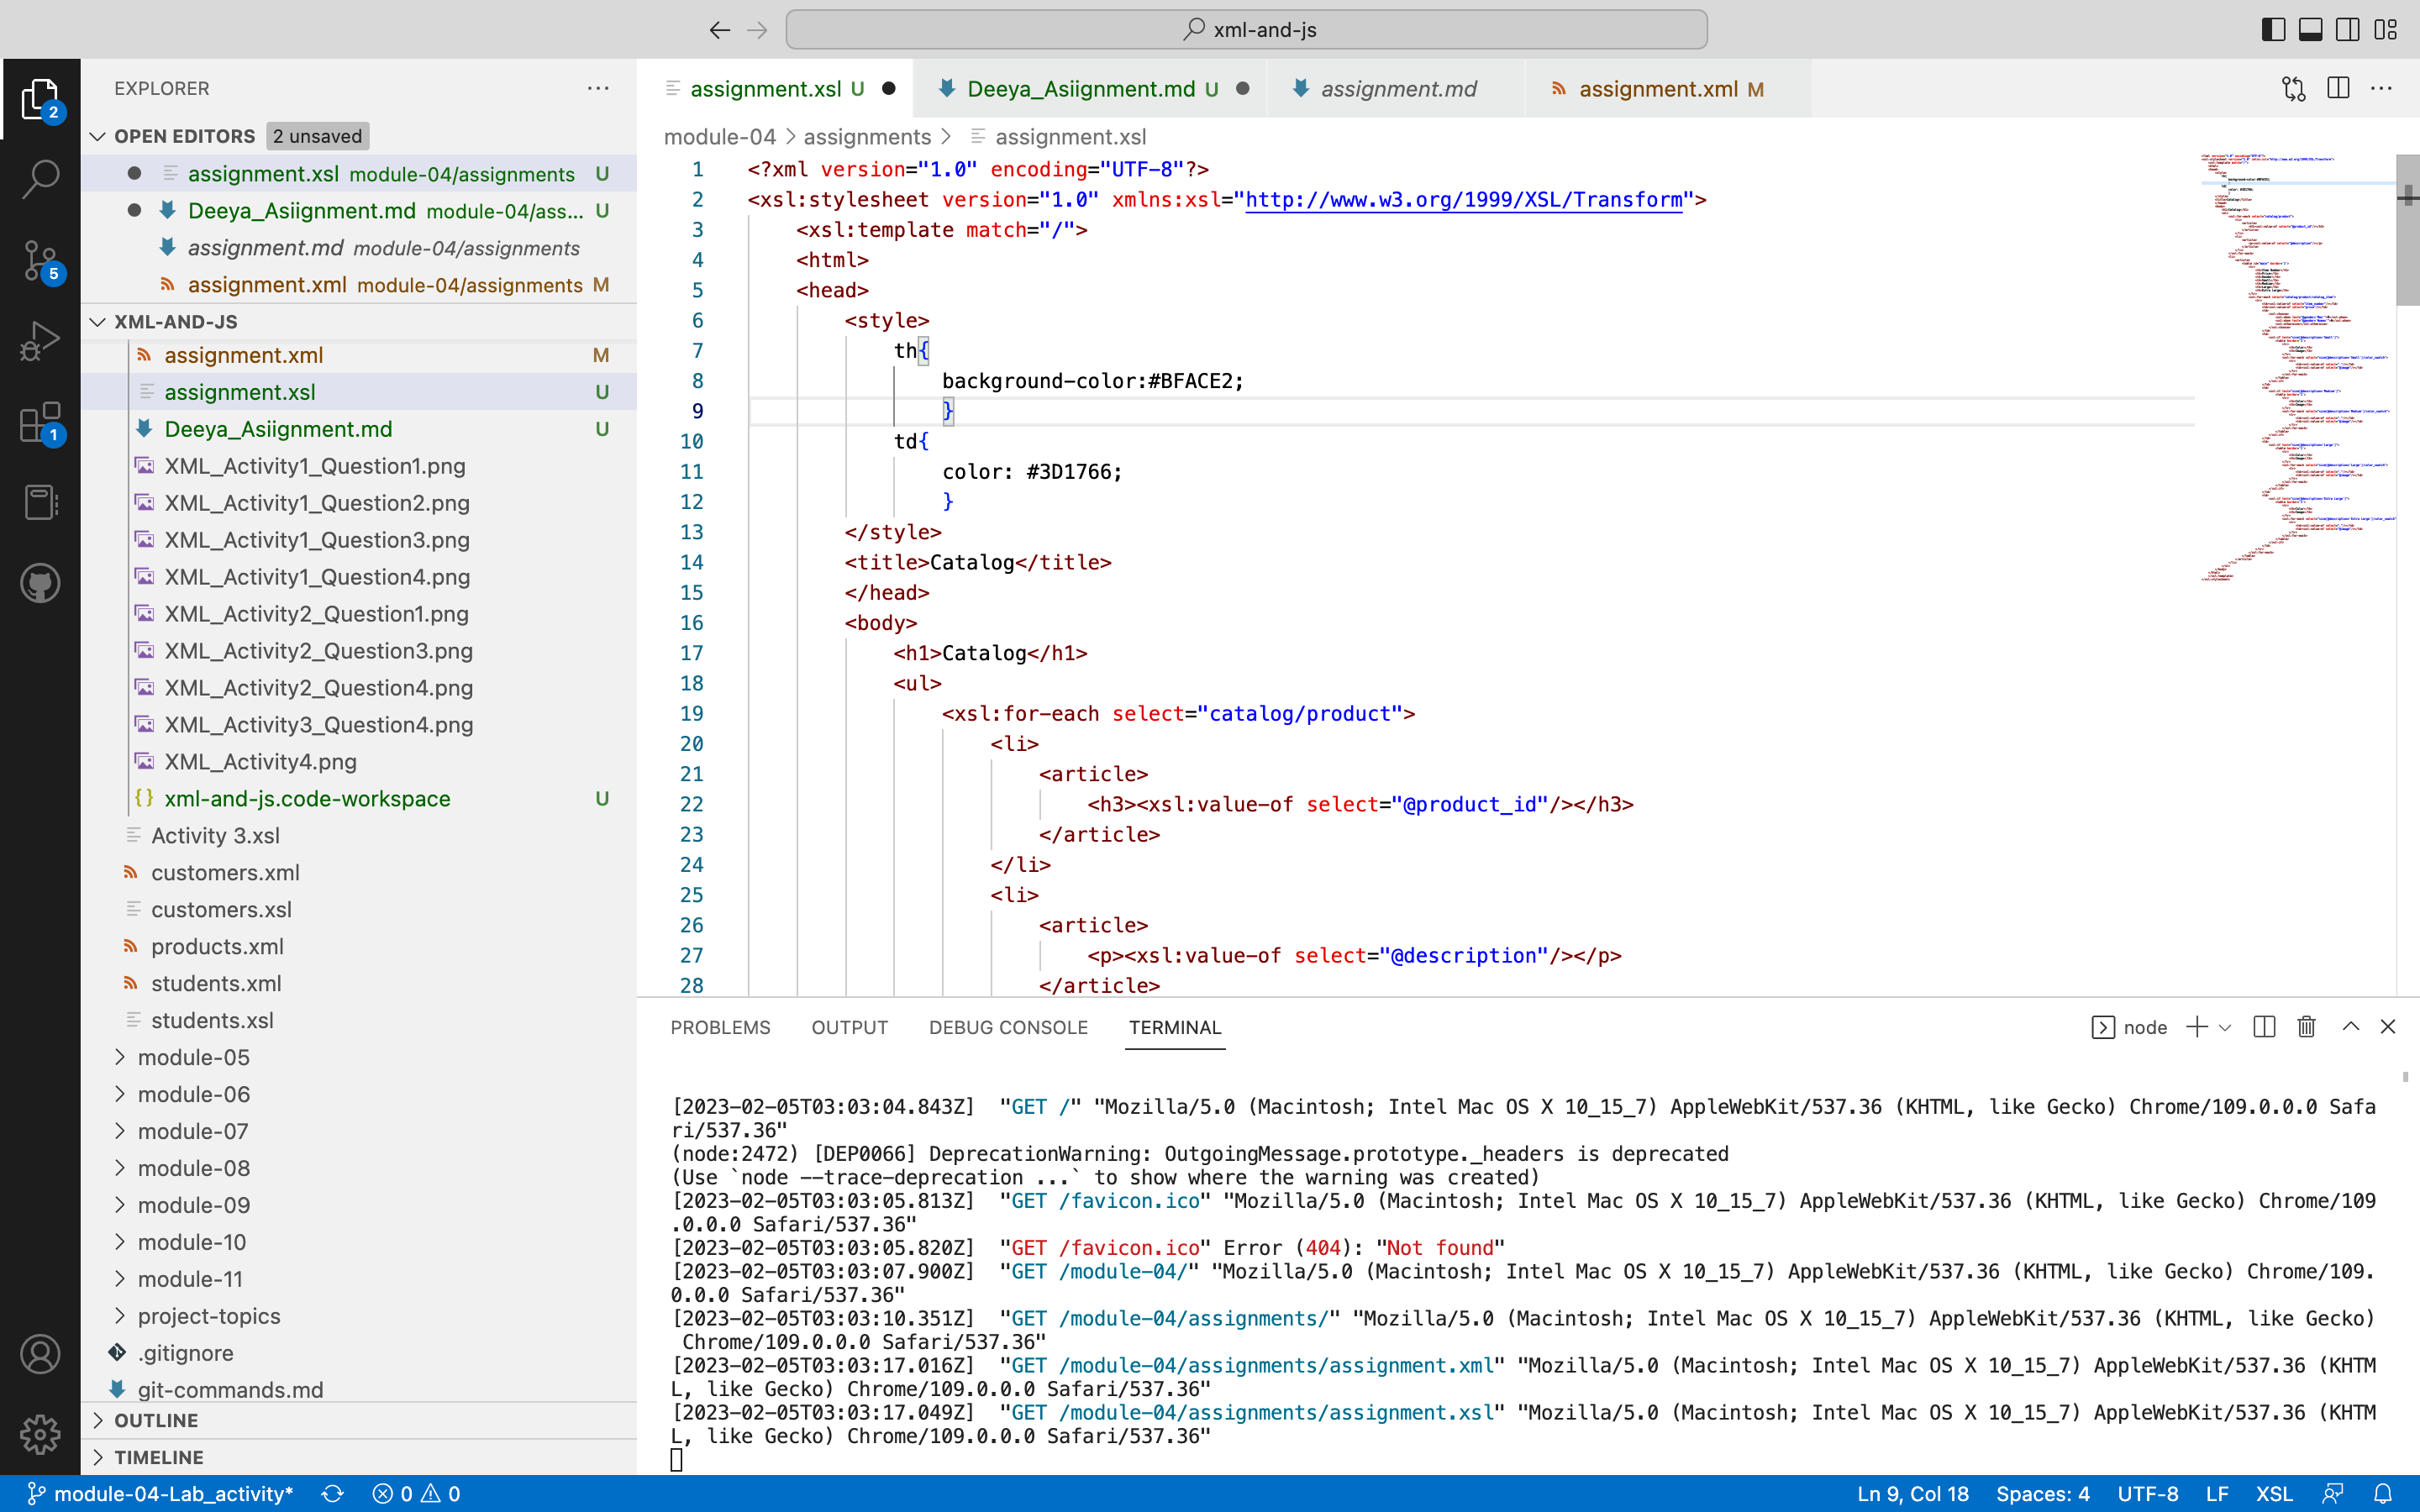 xml-and-js
EXPLORER
OPEN EDITORS 2 unsaved
assignment.xsl module-04/assignments U
Deeya_Asiignment.md module-04/ass... U
assignment.md module-04/assignments
assignment.xml module-04/assignments M
XML-AND-JS
assignment.xml M
assignment.xsl U
Deeya_Asiignment.md U
XML_Activity1_Question1.png
XML_Activity1_Question2.png
XML_Activity1_Question3.png
XML_Activity1_Question4.png
XML_Activity2_Question1.png
XML_Activity2_Question3.png
XML_Activity2_Question4.png
XML_Activity3_Question4.png
XML_Activity4.png
xml-and-js.code-workspace U
Activity 3.xsl
customers.xml
customers.xsl
products.xml
students.xml
students.xsl
module-05
module-06
module-07
module-08
module-09
module-10
module-11
project-topics
.gitignore
git-commands.md
OUTLINE
TIMELINE
2
5
1
assignment.xsl U
Deeya_Asiignment.md U
assignment.md
assignment.xml M
module-04 > assignments > assignment.xsl
1 <?xml version="1.0" encoding="UTF-8"?>
2 <xsl:stylesheet version="1.0" xmlns:xsl="http://www.w3.org/1999/XSL/Transform">
3 <xsl:template match="/">
4 <html>
5 <head>
6 <style>
7 th{
8 background-color:#BFACE2;
9 }
10 td{
11 color: #3D1766;
12 }
13 </style>
14 <title>Catalog</title>
15 </head>
16 <body>
17 <h1>Catalog</h1>
18 <ul>
19 <xsl:for-each select="catalog/product">
20 <li>
21 <article>
22 <h3><xsl:value-of select="@product_id"/></h3>
23 </article>
24 </li>
25 <li>
26 <article>
27 <p><xsl:value-of select="@description"/></p>
28 </article>
PROBLEMS OUTPUT DEBUG CONSOLE TERMINAL
node
[2023-02-05T03:03:04.843Z]  "GET /" "Mozilla/5.0 (Macintosh; Intel Mac OS X 10_15_7) AppleWebKit/537.36 (KHTML, like Gecko) Chrome/109.0.0.0 Safa
ri/537.36"
(node:2472) [DEP0066] DeprecationWarning: OutgoingMessage.prototype._headers is deprecated
(Use `node --trace-deprecation ...` to show where the warning was created)
[2023-02-05T03:03:05.813Z]  "GET /favicon.ico" "Mozilla/5.0 (Macintosh; Intel Mac OS X 10_15_7) AppleWebKit/537.36 (KHTML, like Gecko) Chrome/109
.0.0.0 Safari/537.36"
[2023-02-05T03:03:05.820Z]  "GET /favicon.ico" Error (404): "Not found"
[2023-02-05T03:03:07.900Z]  "GET /module-04/" "Mozilla/5.0 (Macintosh; Intel Mac OS X 10_15_7) AppleWebKit/537.36 (KHTML, like Gecko) Chrome/109.
0.0.0 Safari/537.36"
[2023-02-05T03:03:10.351Z]  "GET /module-04/assignments/" "Mozilla/5.0 (Macintosh; Intel Mac OS X 10_15_7) AppleWebKit/537.36 (KHTML, like Gecko)
 Chrome/109.0.0.0 Safari/537.36"
[2023-02-05T03:03:17.016Z]  "GET /module-04/assignments/assignment.xml" "Mozilla/5.0 (Macintosh; Intel Mac OS X 10_15_7) AppleWebKit/537.36 (KHTM
L, like Gecko) Chrome/109.0.0.0 Safari/537.36"
[2023-02-05T03:03:17.049Z]  "GET /module-04/assignments/assignment.xsl" "Mozilla/5.0 (Macintosh; Intel Mac OS X 10_15_7) AppleWebKit/537.36 (KHTM
L, like Gecko) Chrome/109.0.0.0 Safari/537.36"
module-04-Lab_activity* 0 0 Ln 9, Col 18 Spaces: 4 UTF-8 LF XSL